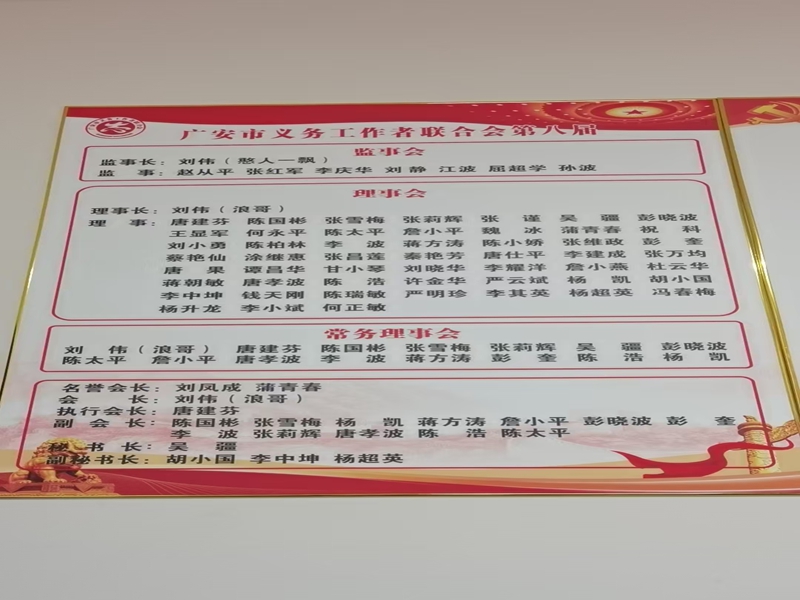 广安市义务工作者联合会第八届
监事会
监事长：刘伟（憨人一飘）
监 事：赵从平 张红军 李庆华 刘静 江波 屈超学 孙波
理事会
理事长：刘伟（浪哥）
理 事：唐建芬 陈国彬 张雪梅 张莉辉 张谨 吴疆 彭晓波
王显军 何永平 陈太平 詹小平 魏冰 蒲青春 祝科
刘小勇 陈柏林 李波 蒋方涛 陈小娇 张维政 彭奎
蔡艳仙 涂继惠 张昌莲 秦艳芳 唐仕平 李建成 张万均
唐果 谭昌华 甘小琴 刘晓华 李耀洋 詹小燕 杜云华
蒋朝敏 唐孝波 陈浩 许金华 严云斌 杨凯 胡小国
李中坤 钱天刚 陈瑞敏 严明珍 李其英 杨超英 冯春梅
杨升龙 李小斌 何正敏
常务理事会
刘伟（浪哥） 唐建芬 陈国彬 张雪梅 张莉辉 吴疆 彭晓波
陈太平 詹小平 唐孝波 李波 蒋方涛 彭奎 陈浩 杨凯
名誉会长：刘凤成 蒲青春
会 长：刘伟（浪哥）
执行会长：唐建芬
副 会 长：陈国彬 张雪梅 杨凯 蒋方涛 詹小平 彭晓波 彭奎
李波 张莉辉 唐孝波 陈浩 陈太平
秘 书 长：吴疆
副秘书长：胡小国 李中坤 杨超英